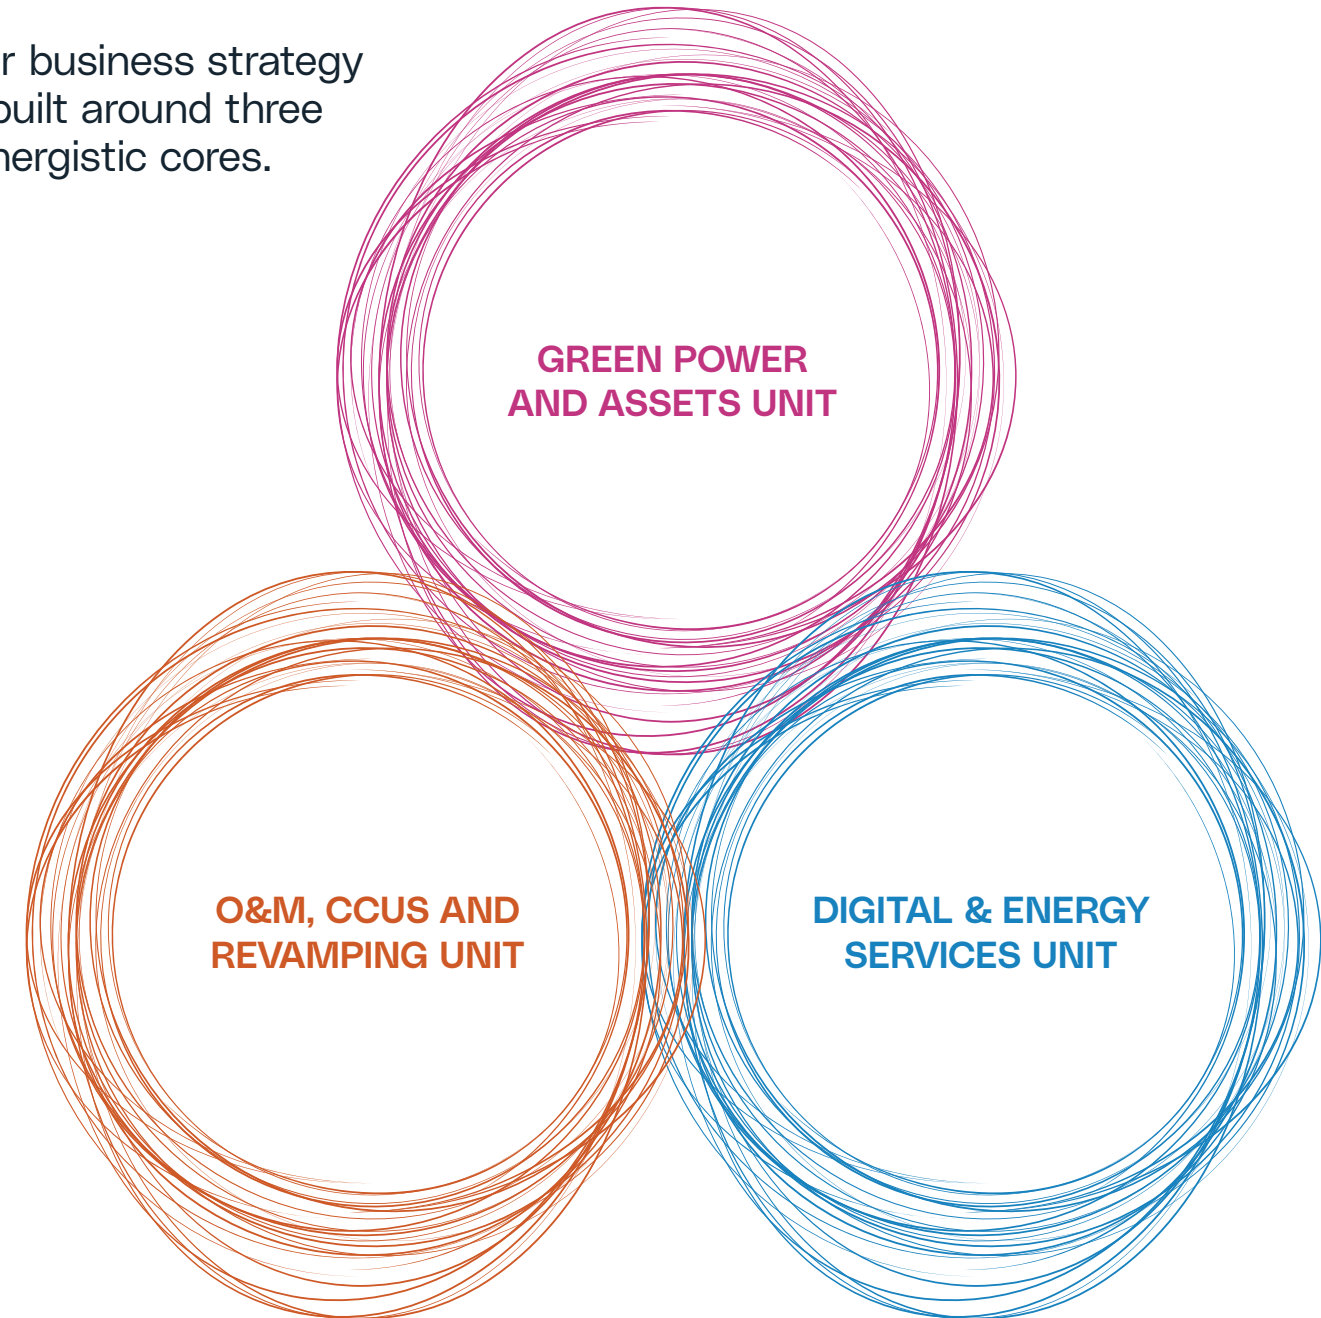 r business strategy
built around three
nergistic cores.
GREEN POWER
AND ASSETS UNIT
O&M, CCUS AND
REVAMPING UNIT
DIGITAL & ENERGY
SERVICES UNIT